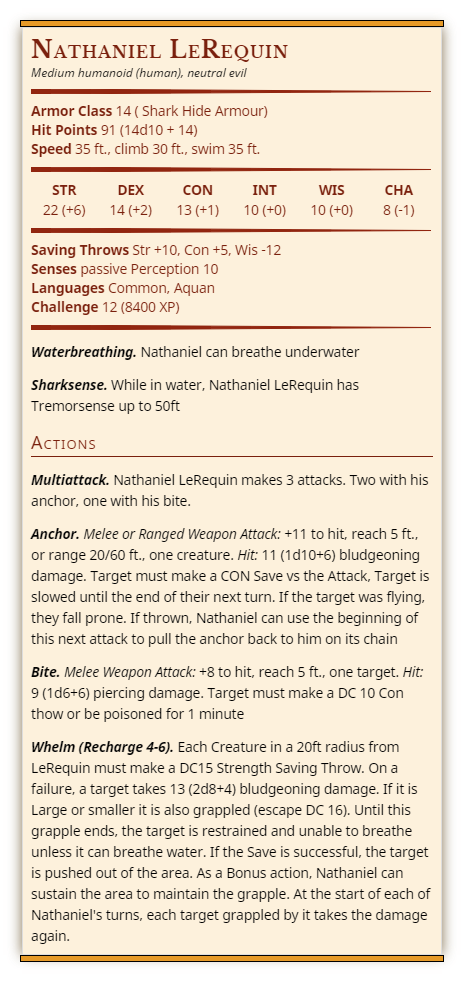 Nathaniel LeRequin
Medium humanoid (human), neutral evil
Armor Class 14 ( Shark Hide Armour)
Hit Points 91 (14d10 + 14)
Speed 35 ft., climb 30 ft., swim 35 ft.
STR DEX CON INT WIS CHA
22 (+6) 14 (+2) 13 (+1) 10 (+0) 10 (+0) 8 (-1)
Saving Throws Str +10, Con +5, Wis -12
Senses passive Perception 10
Languages Common, Aquan
Challenge 12 (8400 XP)
Waterbreathing. Nathaniel can breathe underwater
Sharksense. While in water, Nathaniel LeRequin has
Tremorsense up to 50ft
Actions
Multiattack. Nathaniel LeRequin makes 3 attacks. Two with his
anchor, one with his bite.
Anchor. Melee or Ranged Weapon Attack: +11 to hit, reach 5 ft.,
or range 20/60 ft., one creature. Hit: 11 (1d10+6) bludgeoning
damage. Target must make a CON Save vs the Attack, Target is
slowed until the end of their next turn. If the target was flying,
they fall prone. If thrown, Nathaniel can use the beginning of
this next attack to pull the anchor back to him on its chain
Bite. Melee Weapon Attack: +8 to hit, reach 5 ft., one target. Hit:
9 (1d6+6) piercing damage. Target must make a DC 10 Con
thow or be poisoned for 1 minute
Whelm (Recharge 4-6). Each Creature in a 20ft radius from
LeRequin must make a DC15 Strength Saving Throw. On a
failure, a target takes 13 (2d8+4) bludgeoning damage. If it is
Large or smaller it is also grappled (escape DC 16). Until this
grapple ends, the target is restrained and unable to breathe
unless it can breathe water. If the Save is successful, the target
is pushed out of the area. As a Bonus action, Nathaniel can
sustain the area to maintain the grapple. At the start of each of
Nathaniel's turns, each target grappled by it takes the damage
again.